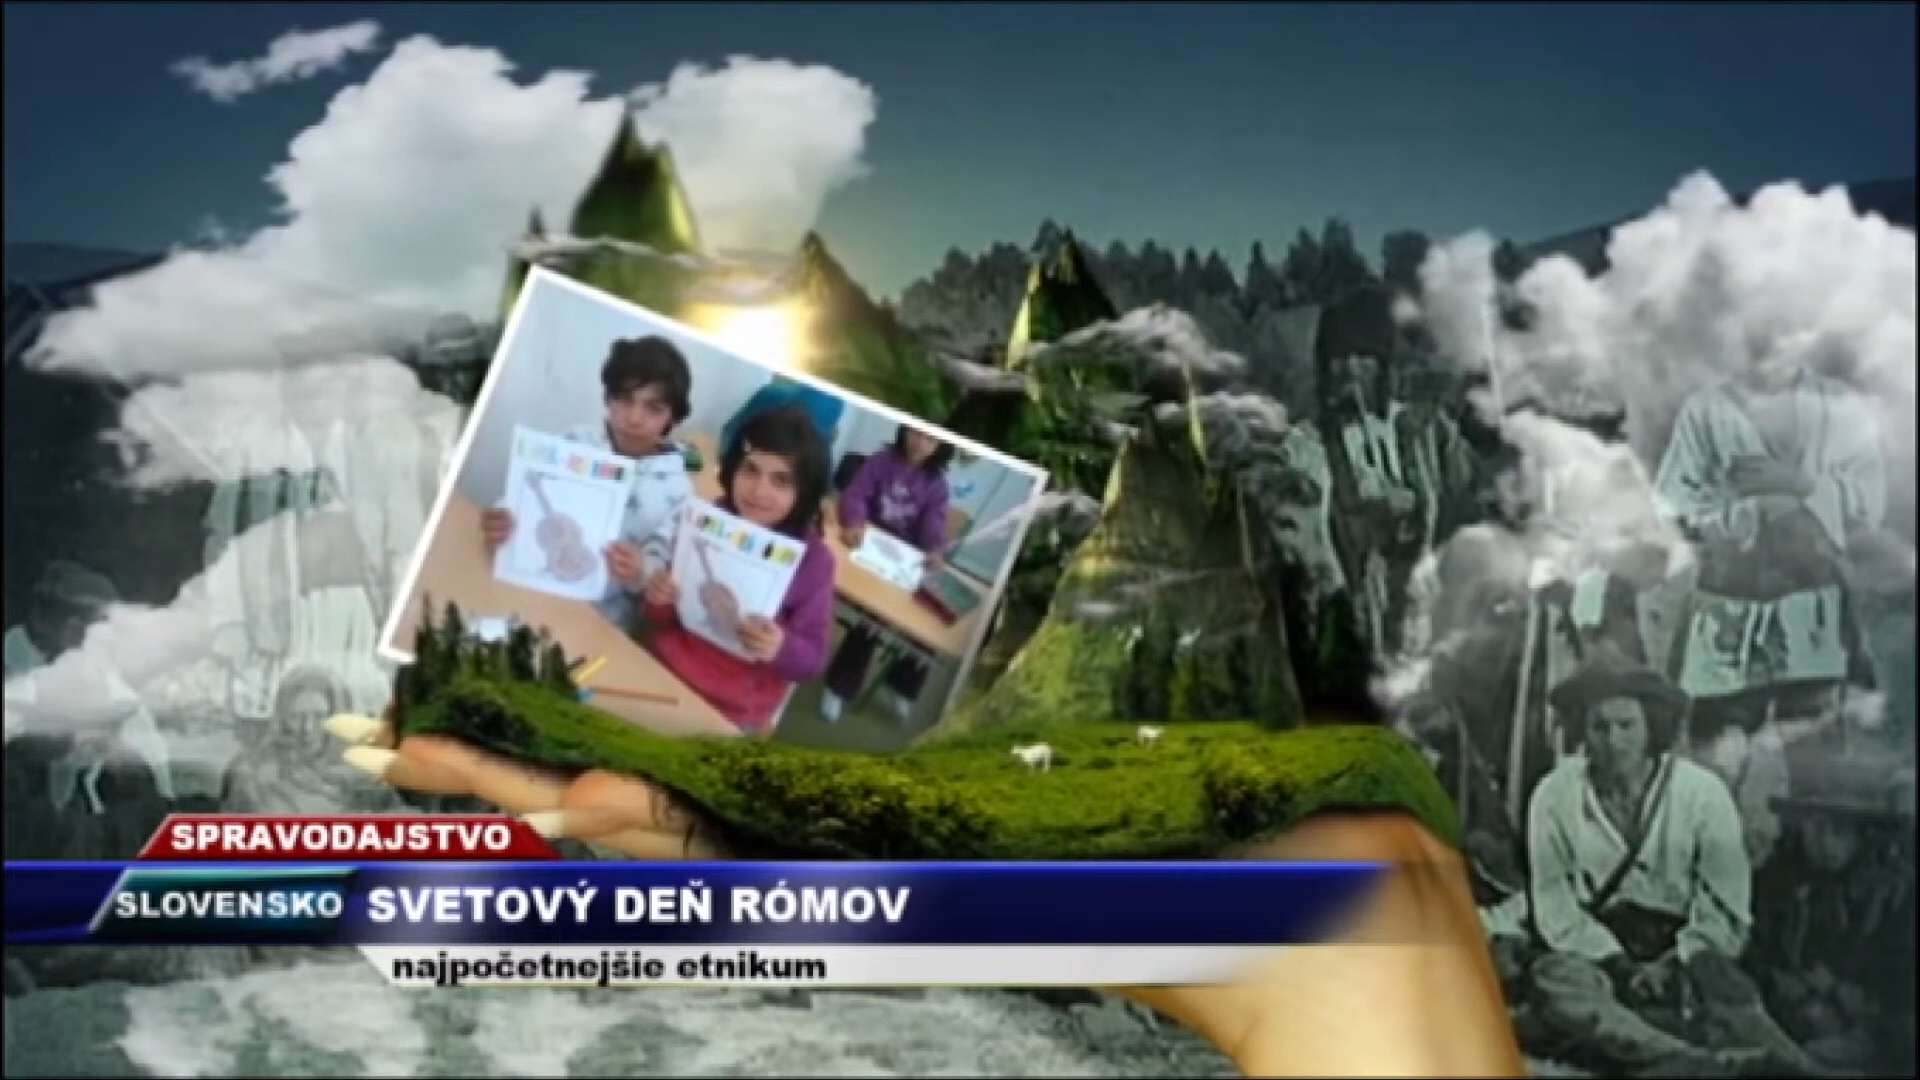 SPRAVODAJSTVO
SLOVENSKO
SVETOVÝ DEŇ RÓMOV
najpočetnejšie etnikum